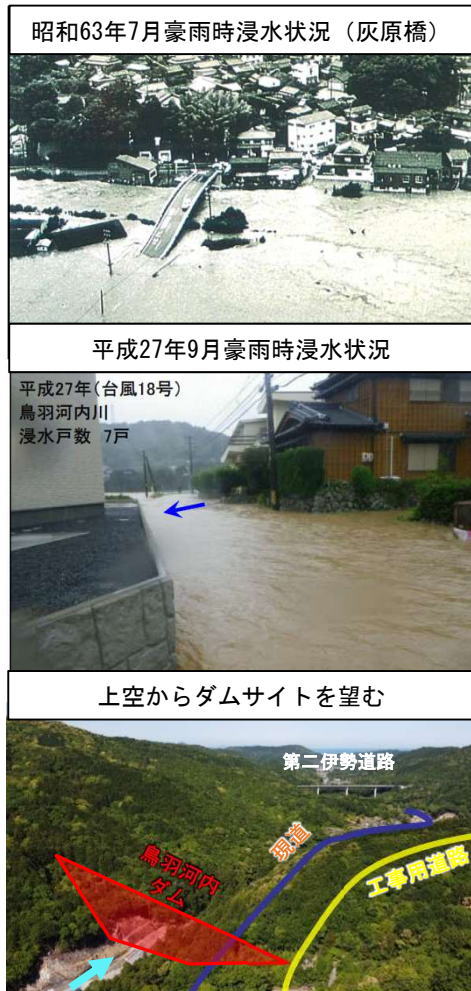 昭和63年7月豪雨時浸水状況（灰原橋）
平成27年9月豪雨時浸水状況
平成27年(台風18号)
鳥羽河内川
浸水戸数 7戸
上空からダムサイトを望む
第二伊勢道路
現道
鳥羽河内
ダム
工事用道路